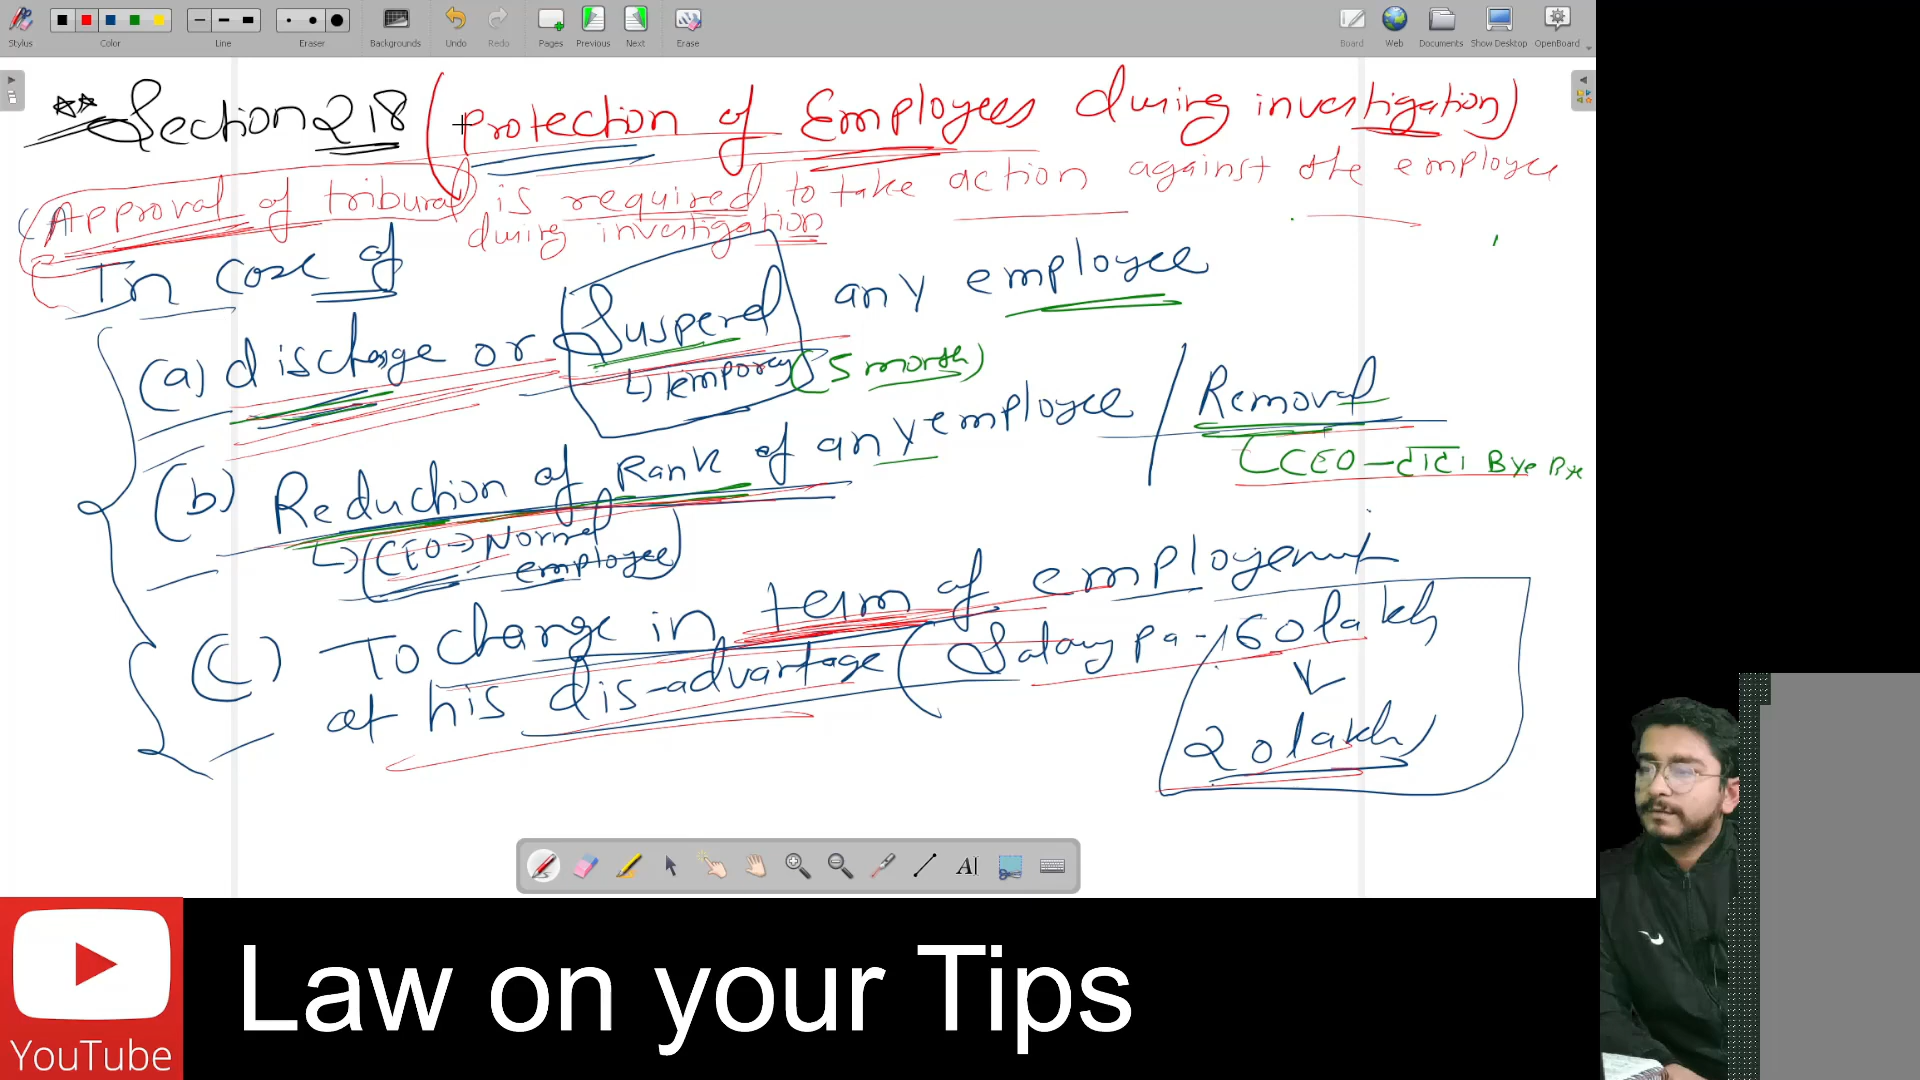 Stylus Color Line Eraser Backgrounds Undo Redo Pages Previous Next Erase Board Web Documents Show Desktop OpenBoard
Section 218 (Protection of Employees during investigation)
Approval of tribunal is required to take action against the employee
during investigation
In case of
(a) discharge or Suspend any employee
↳ temporary (5 month)
(b) Reduction of Rank of any employee / Removal
(CEO – टाटा Bye Bye
↳ (CEO → Normal
employee)
(C) To change in term of employement
at his dis-advantage (Salary pa - 160 lakh
20 lakh)
YouTube
Law on your Tips